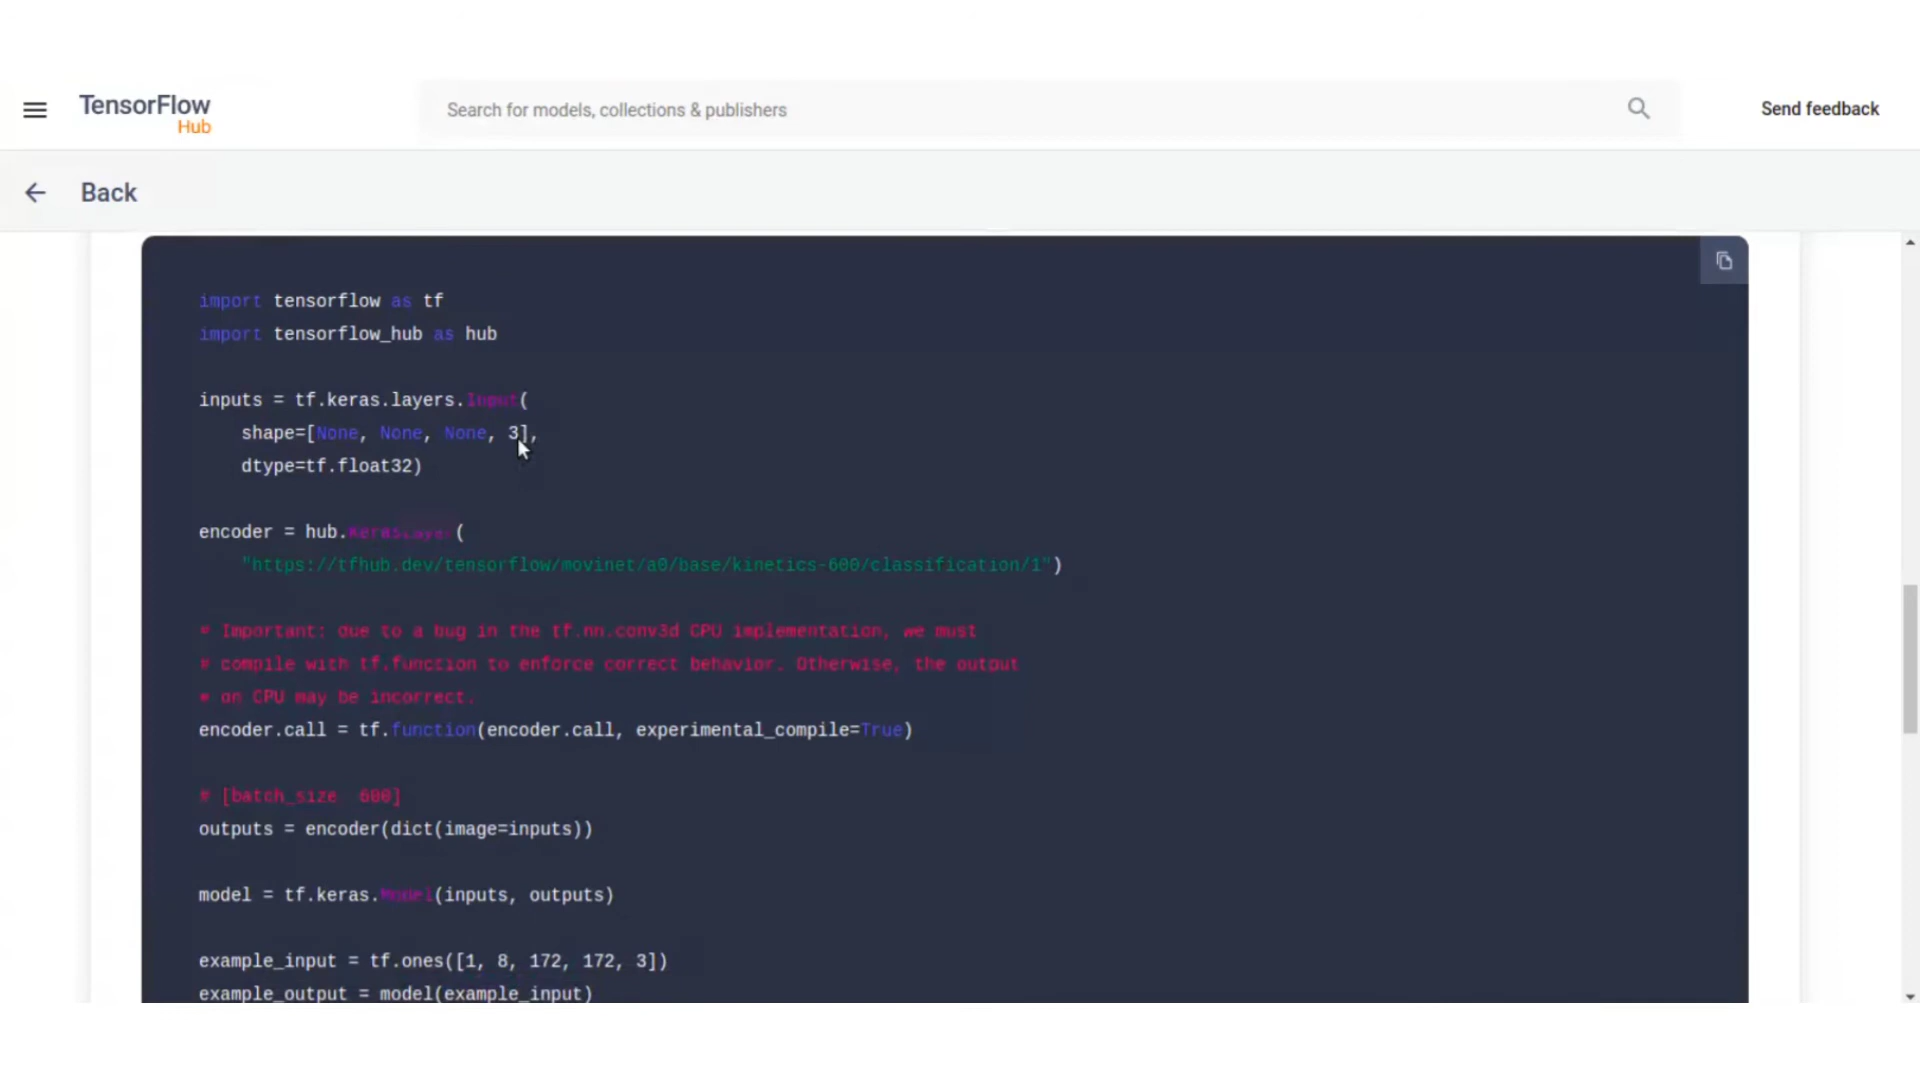 TensorFlow
Hub
Search for models, collections & publishers
Send feedback
Back
import tensorflow as tf
import tensorflow_hub as hub
inputs = tf.keras.layers.Input(
shape=[None, None, None, 3],
dtype=tf.float32)
encoder = hub.KerasLayer(
"https://tfhub.dev/tensorflow/movinet/a0/base/kinetics-600/classification/1")
# Important: due to a bug in the tf.nn.conv3d CPU implementation, we must
# compile with tf.function to enforce correct behavior. Otherwise, the output
# on CPU may be incorrect.
encoder.call = tf.function(encoder.call, experimental_compile=True)
# [batch_size 600]
outputs = encoder(dict(image=inputs))
model = tf.keras.Model(inputs, outputs)
example_input = tf.ones([1, 8, 172, 172, 3])
example_output = model(example_input)